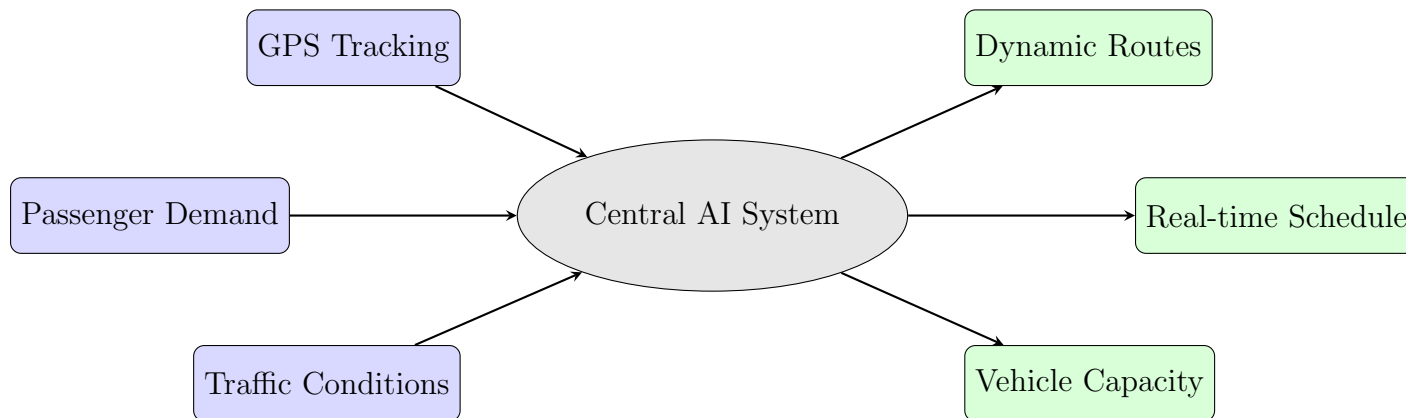 GPS Tracking
Dynamic Routes
Passenger Demand
Central AI System
Real-time Schedule
Traffic Conditions
Vehicle Capacity